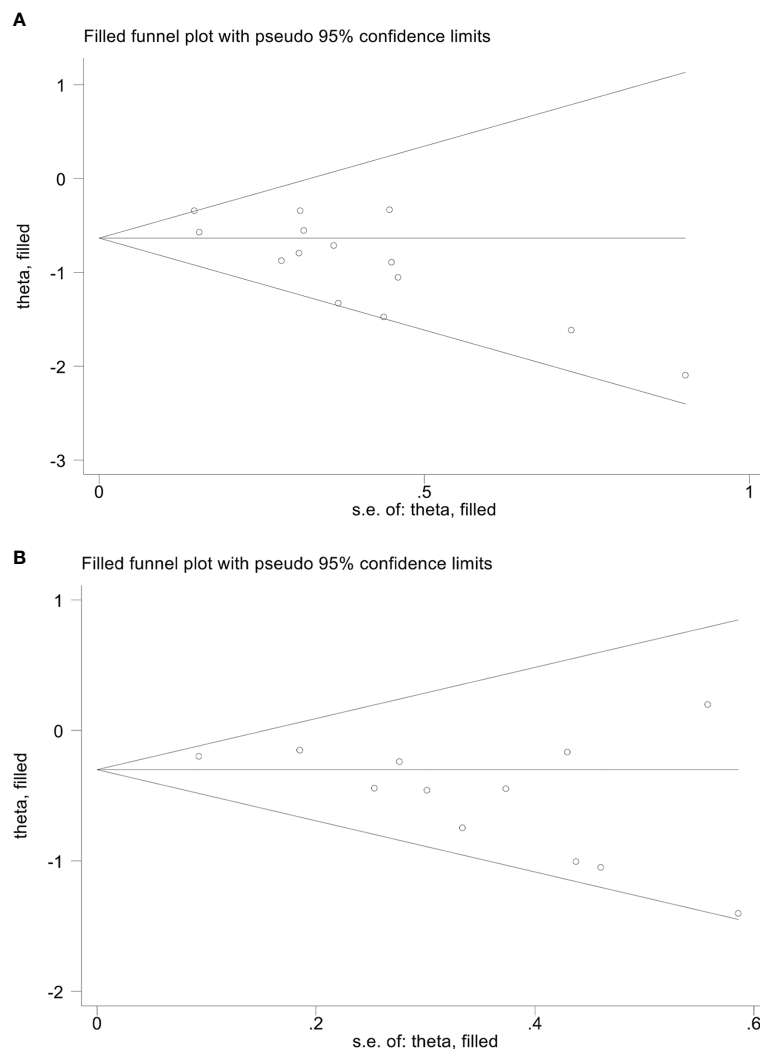 A
Filled funnel plot with pseudo 95% confidence limits
theta, filled
1
0
-1
-2
-3
0
.5
1
s.e. of: theta, filled
B
Filled funnel plot with pseudo 95% confidence limits
theta, filled
1
0
-1
-2
0
.2
.4
.6
s.e. of: theta, filled